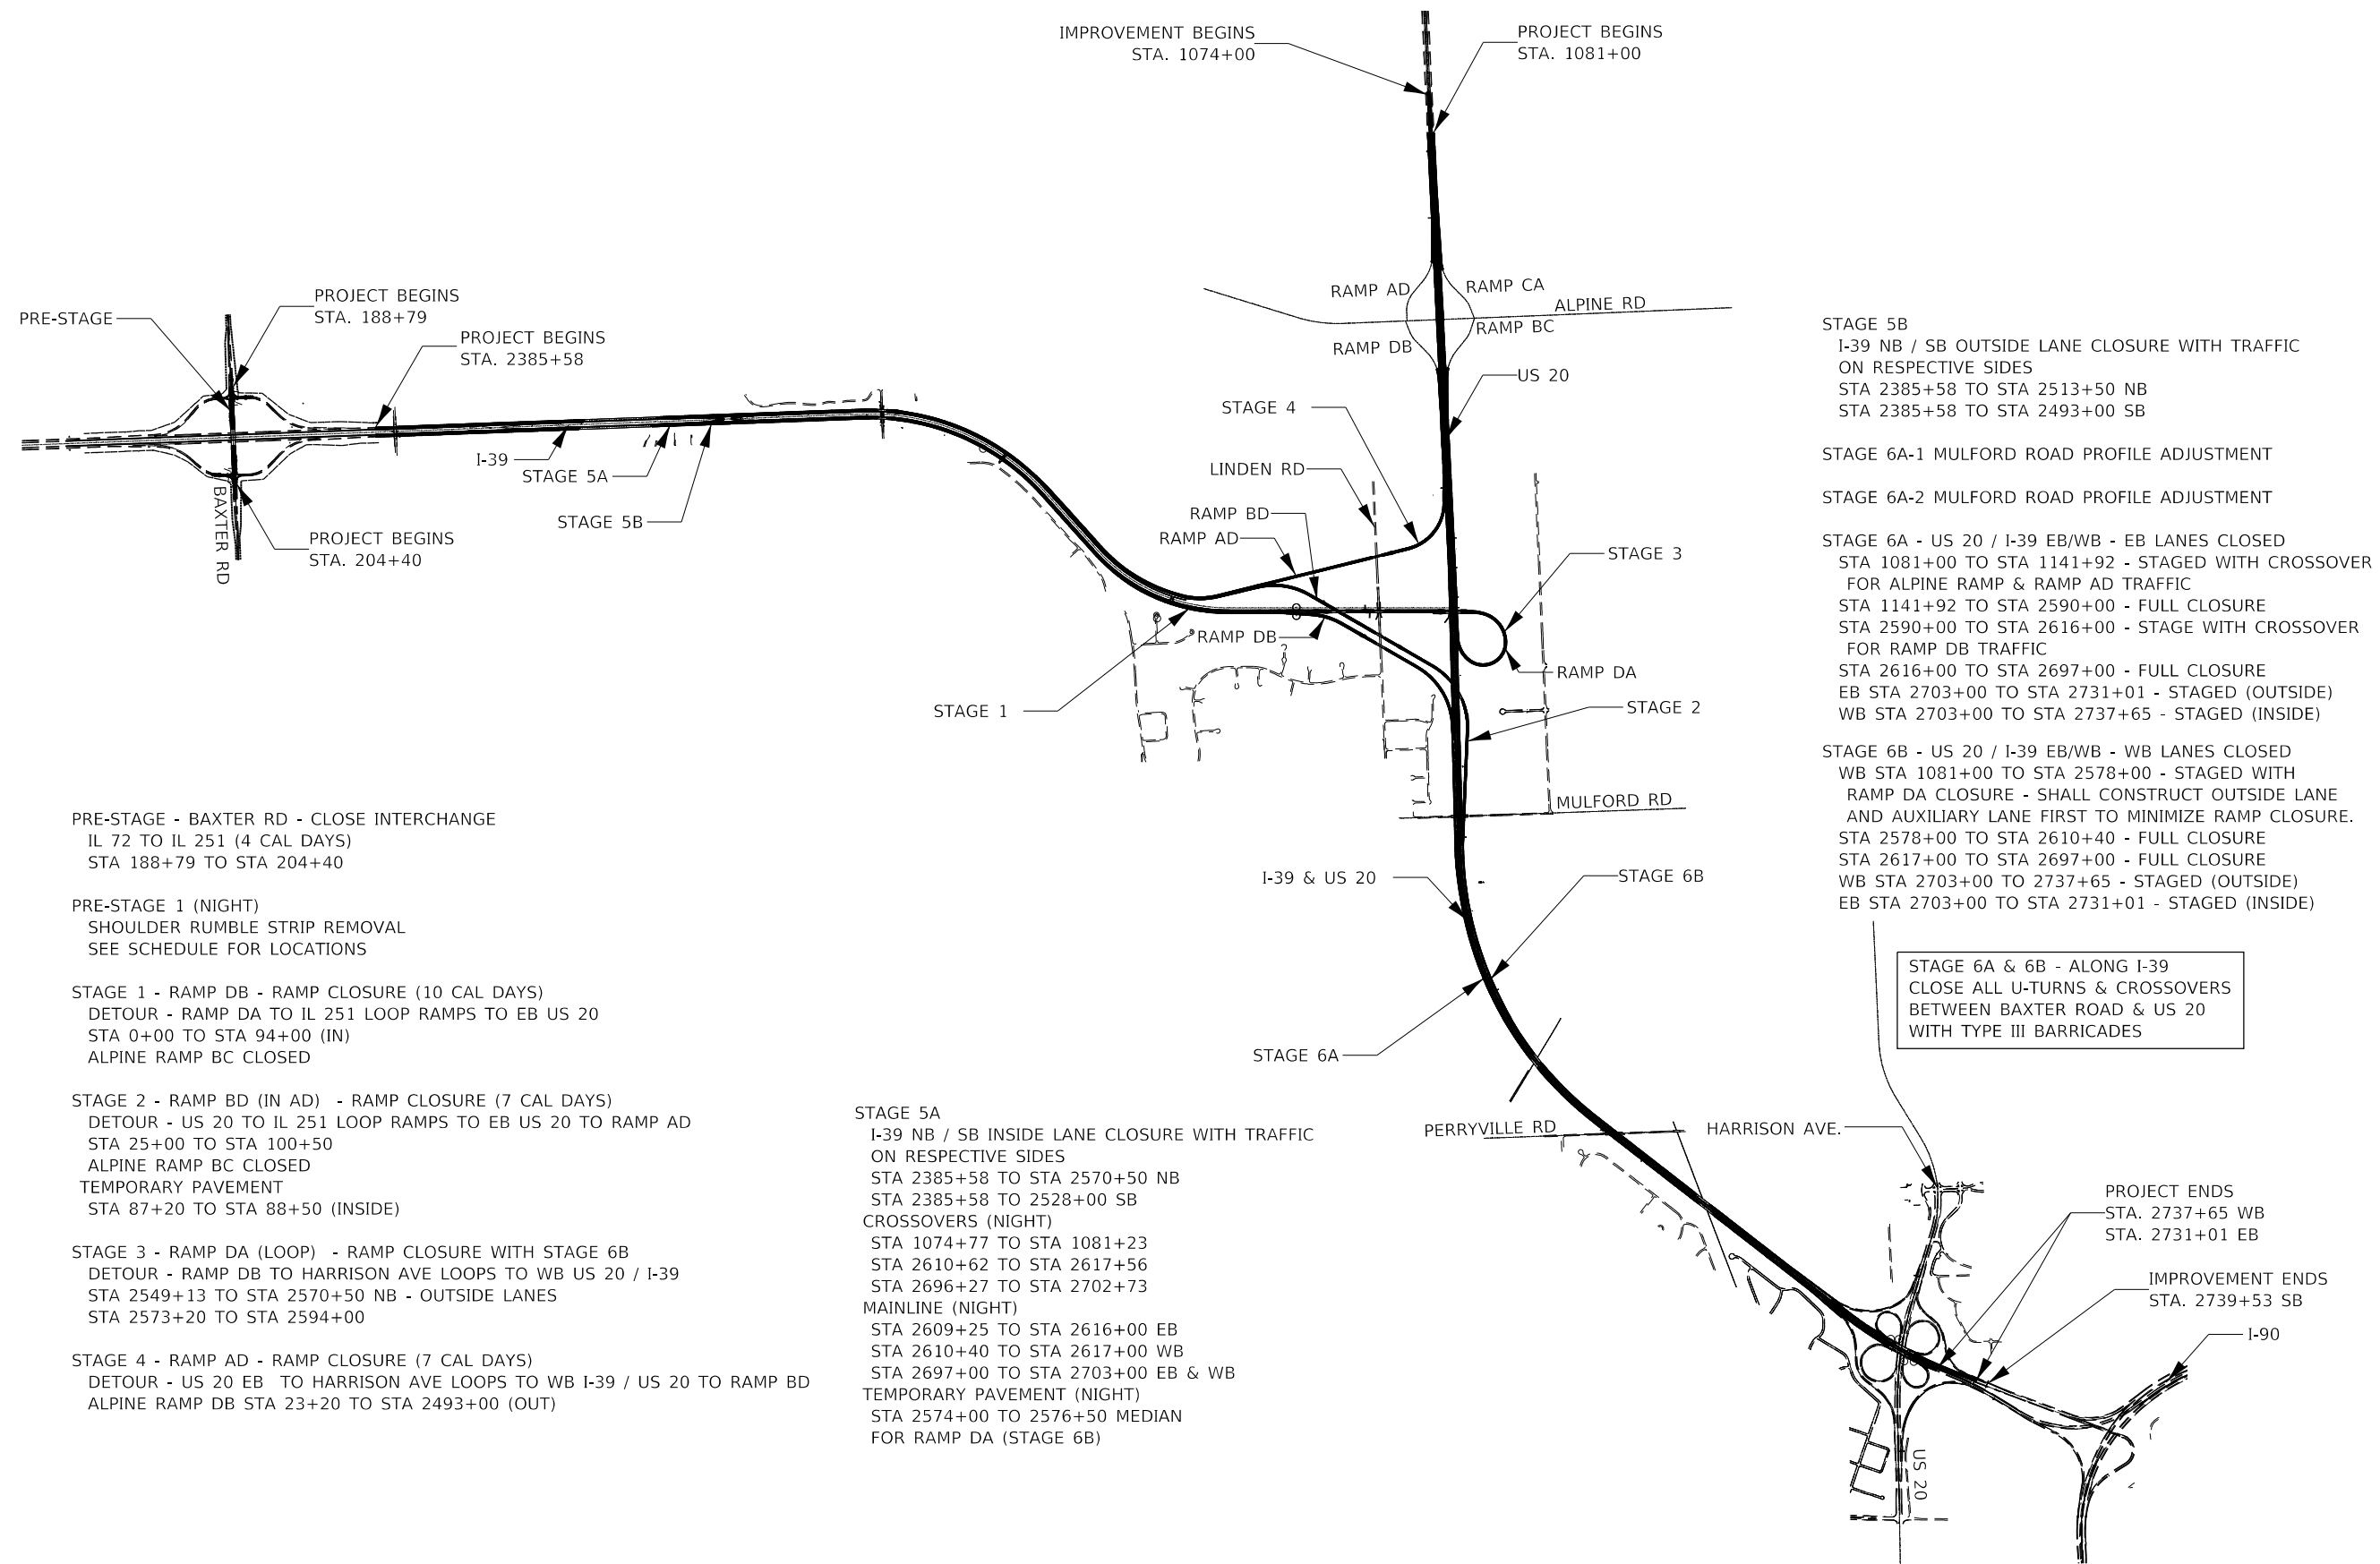 IMPROVEMENT BEGINS
STA. 1074+00
PROJECT BEGINS
STA. 1081+00
PRE-STAGE
PROJECT BEGINS
STA. 188+79
PROJECT BEGINS
STA. 2385+58
I-39
STAGE 5A
STAGE 5B
BAXTER RD
PROJECT BEGINS
STA. 204+40
RAMP AD
RAMP CA
ALPINE RD
RAMP BC
RAMP DB
US 20
STAGE 4
LINDEN RD
RAMP BD
RAMP AD
STAGE 3
RAMP DB
RAMP DA
STAGE 1
STAGE 2
MULFORD RD
I-39 & US 20
STAGE 6B
STAGE 6A
PERRYVILLE RD
HARRISON AVE.
PROJECT ENDS
STA. 2737+65 WB
STA. 2731+01 EB
IMPROVEMENT ENDS
STA. 2739+53 SB
I-90
US 20
PRE-STAGE - BAXTER RD - CLOSE INTERCHANGE
IL 72 TO IL 251 (4 CAL DAYS)
STA 188+79 TO STA 204+40
PRE-STAGE 1 (NIGHT)
SHOULDER RUMBLE STRIP REMOVAL
SEE SCHEDULE FOR LOCATIONS
STAGE 1 - RAMP DB - RAMP CLOSURE (10 CAL DAYS)
DETOUR - RAMP DA TO IL 251 LOOP RAMPS TO EB US 20
STA 0+00 TO STA 94+00 (IN)
ALPINE RAMP BC CLOSED
STAGE 2 - RAMP BD (IN AD) - RAMP CLOSURE (7 CAL DAYS)
DETOUR - US 20 TO IL 251 LOOP RAMPS TO EB US 20 TO RAMP AD
STA 25+00 TO STA 100+50
ALPINE RAMP BC CLOSED
TEMPORARY PAVEMENT
STA 87+20 TO STA 88+50 (INSIDE)
STAGE 3 - RAMP DA (LOOP) - RAMP CLOSURE WITH STAGE 6B
DETOUR - RAMP DB TO HARRISON AVE LOOPS TO WB US 20 / I-39
STA 2549+13 TO STA 2570+50 NB - OUTSIDE LANES
STA 2573+20 TO STA 2594+00
STAGE 4 - RAMP AD - RAMP CLOSURE (7 CAL DAYS)
DETOUR - US 20 EB TO HARRISON AVE LOOPS TO WB I-39 / US 20 TO RAMP BD
ALPINE RAMP DB STA 23+20 TO STA 2493+00 (OUT)
STAGE 5A
I-39 NB / SB INSIDE LANE CLOSURE WITH TRAFFIC
ON RESPECTIVE SIDES
STA 2385+58 TO STA 2570+50 NB
STA 2385+58 TO 2528+00 SB
CROSSOVERS (NIGHT)
STA 1074+77 TO STA 1081+23
STA 2610+62 TO STA 2617+56
STA 2696+27 TO STA 2702+73
MAINLINE (NIGHT)
STA 2609+25 TO STA 2616+00 EB
STA 2610+40 TO STA 2617+00 WB
STA 2697+00 TO STA 2703+00 EB & WB
TEMPORARY PAVEMENT (NIGHT)
STA 2574+00 TO 2576+50 MEDIAN
FOR RAMP DA (STAGE 6B)
STAGE 5B
I-39 NB / SB OUTSIDE LANE CLOSURE WITH TRAFFIC
ON RESPECTIVE SIDES
STA 2385+58 TO STA 2513+50 NB
STA 2385+58 TO STA 2493+00 SB
STAGE 6A-1 MULFORD ROAD PROFILE ADJUSTMENT
STAGE 6A-2 MULFORD ROAD PROFILE ADJUSTMENT
STAGE 6A - US 20 / I-39 EB/WB - EB LANES CLOSED
STA 1081+00 TO STA 1141+92 - STAGED WITH CROSSOVER
FOR ALPINE RAMP & RAMP AD TRAFFIC
STA 1141+92 TO STA 2590+00 - FULL CLOSURE
STA 2590+00 TO STA 2616+00 - STAGE WITH CROSSOVER
FOR RAMP DB TRAFFIC
STA 2616+00 TO STA 2697+00 - FULL CLOSURE
EB STA 2703+00 TO STA 2731+01 - STAGED (OUTSIDE)
WB STA 2703+00 TO STA 2737+65 - STAGED (INSIDE)
STAGE 6B - US 20 / I-39 EB/WB - WB LANES CLOSED
WB STA 1081+00 TO STA 2578+00 - STAGED WITH
RAMP DA CLOSURE - SHALL CONSTRUCT OUTSIDE LANE
AND AUXILIARY LANE FIRST TO MINIMIZE RAMP CLOSURE.
STA 2578+00 TO STA 2610+40 - FULL CLOSURE
STA 2617+00 TO STA 2697+00 - FULL CLOSURE
WB STA 2703+00 TO 2737+65 - STAGED (OUTSIDE)
EB STA 2703+00 TO STA 2731+01 - STAGED (INSIDE)
STAGE 6A & 6B - ALONG I-39
CLOSE ALL U-TURNS & CROSSOVERS
BETWEEN BAXTER ROAD & US 20
WITH TYPE III BARRICADES